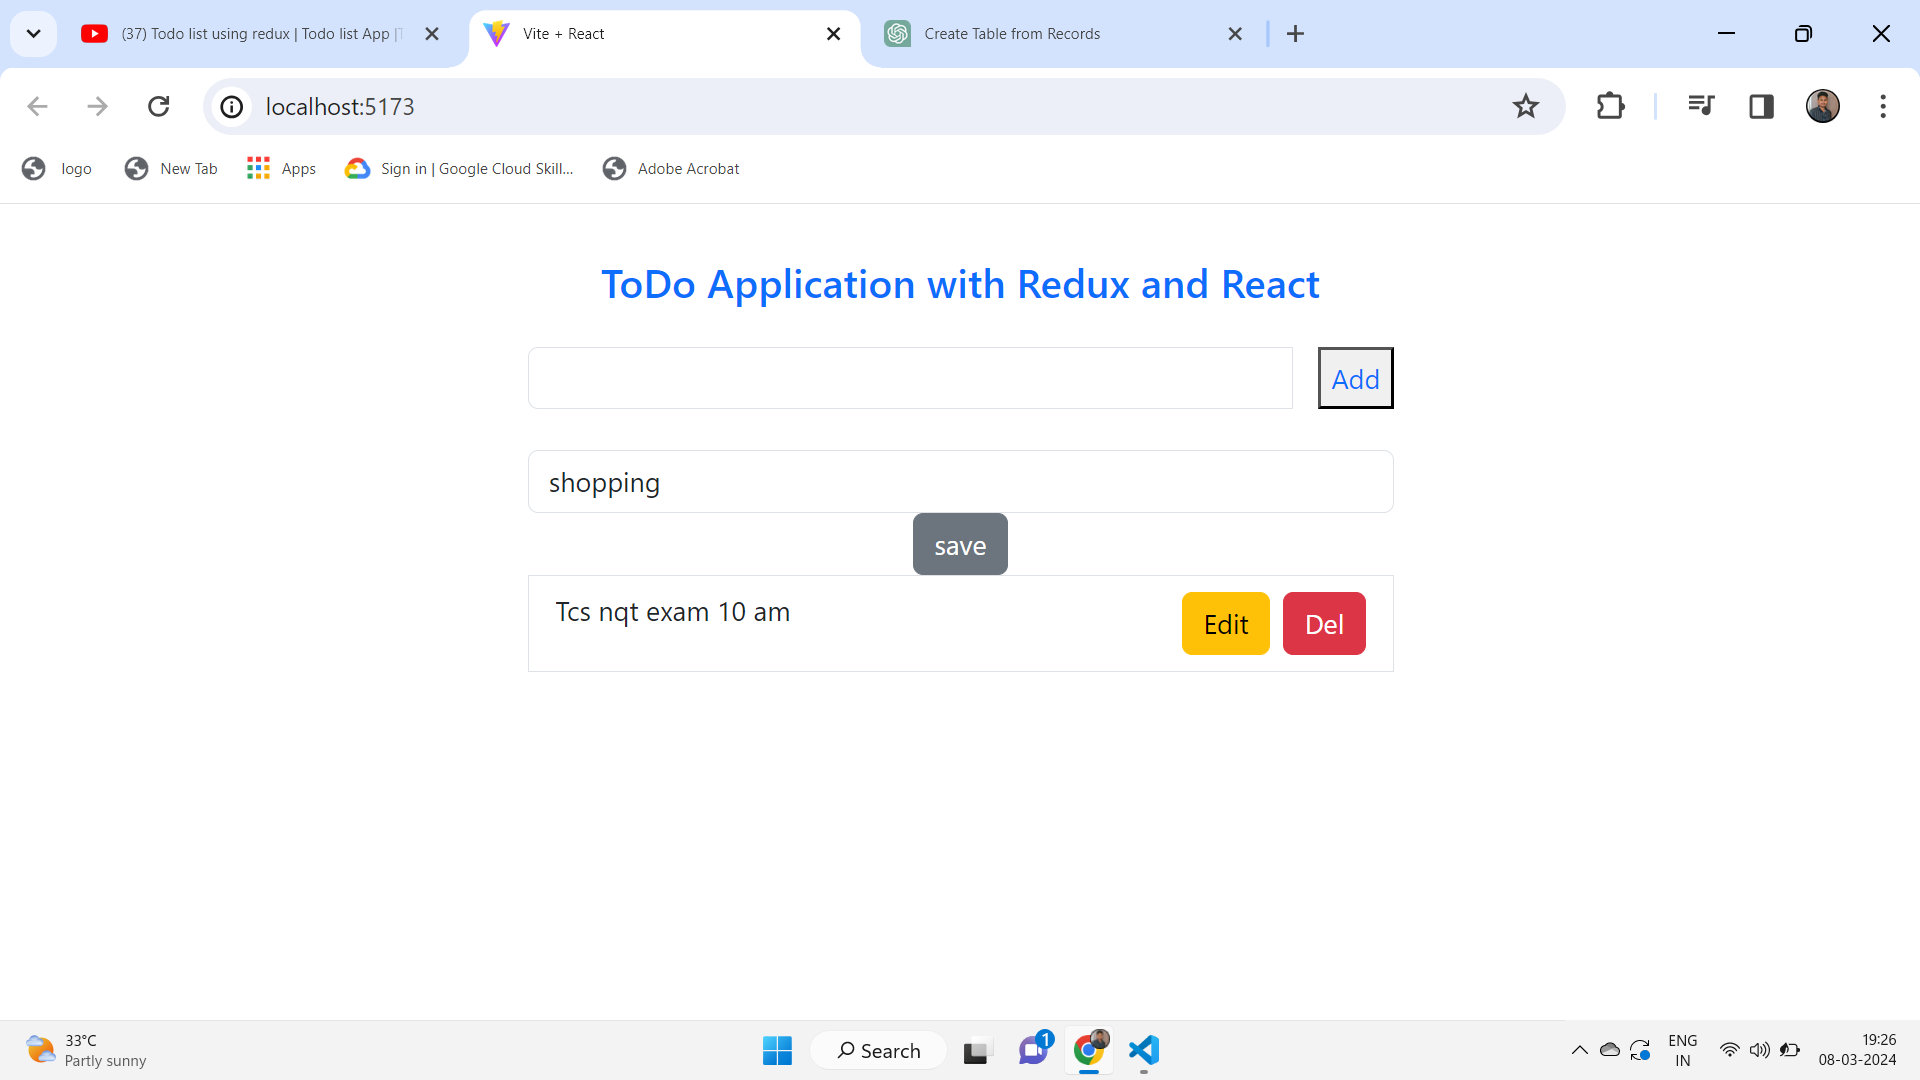 (37) Todo list using redux | Todo list App |
Vite + React
Create Table from Records
localhost:5173
logo
New Tab
Apps
Sign in | Google Cloud Skill...
Adobe Acrobat
ToDo Application with Redux and React
Add
shopping
save
Tcs nqt exam 10 am
Edit
Del
33°C
Partly sunny
Search
1
ENG
IN
19:26
08-03-2024